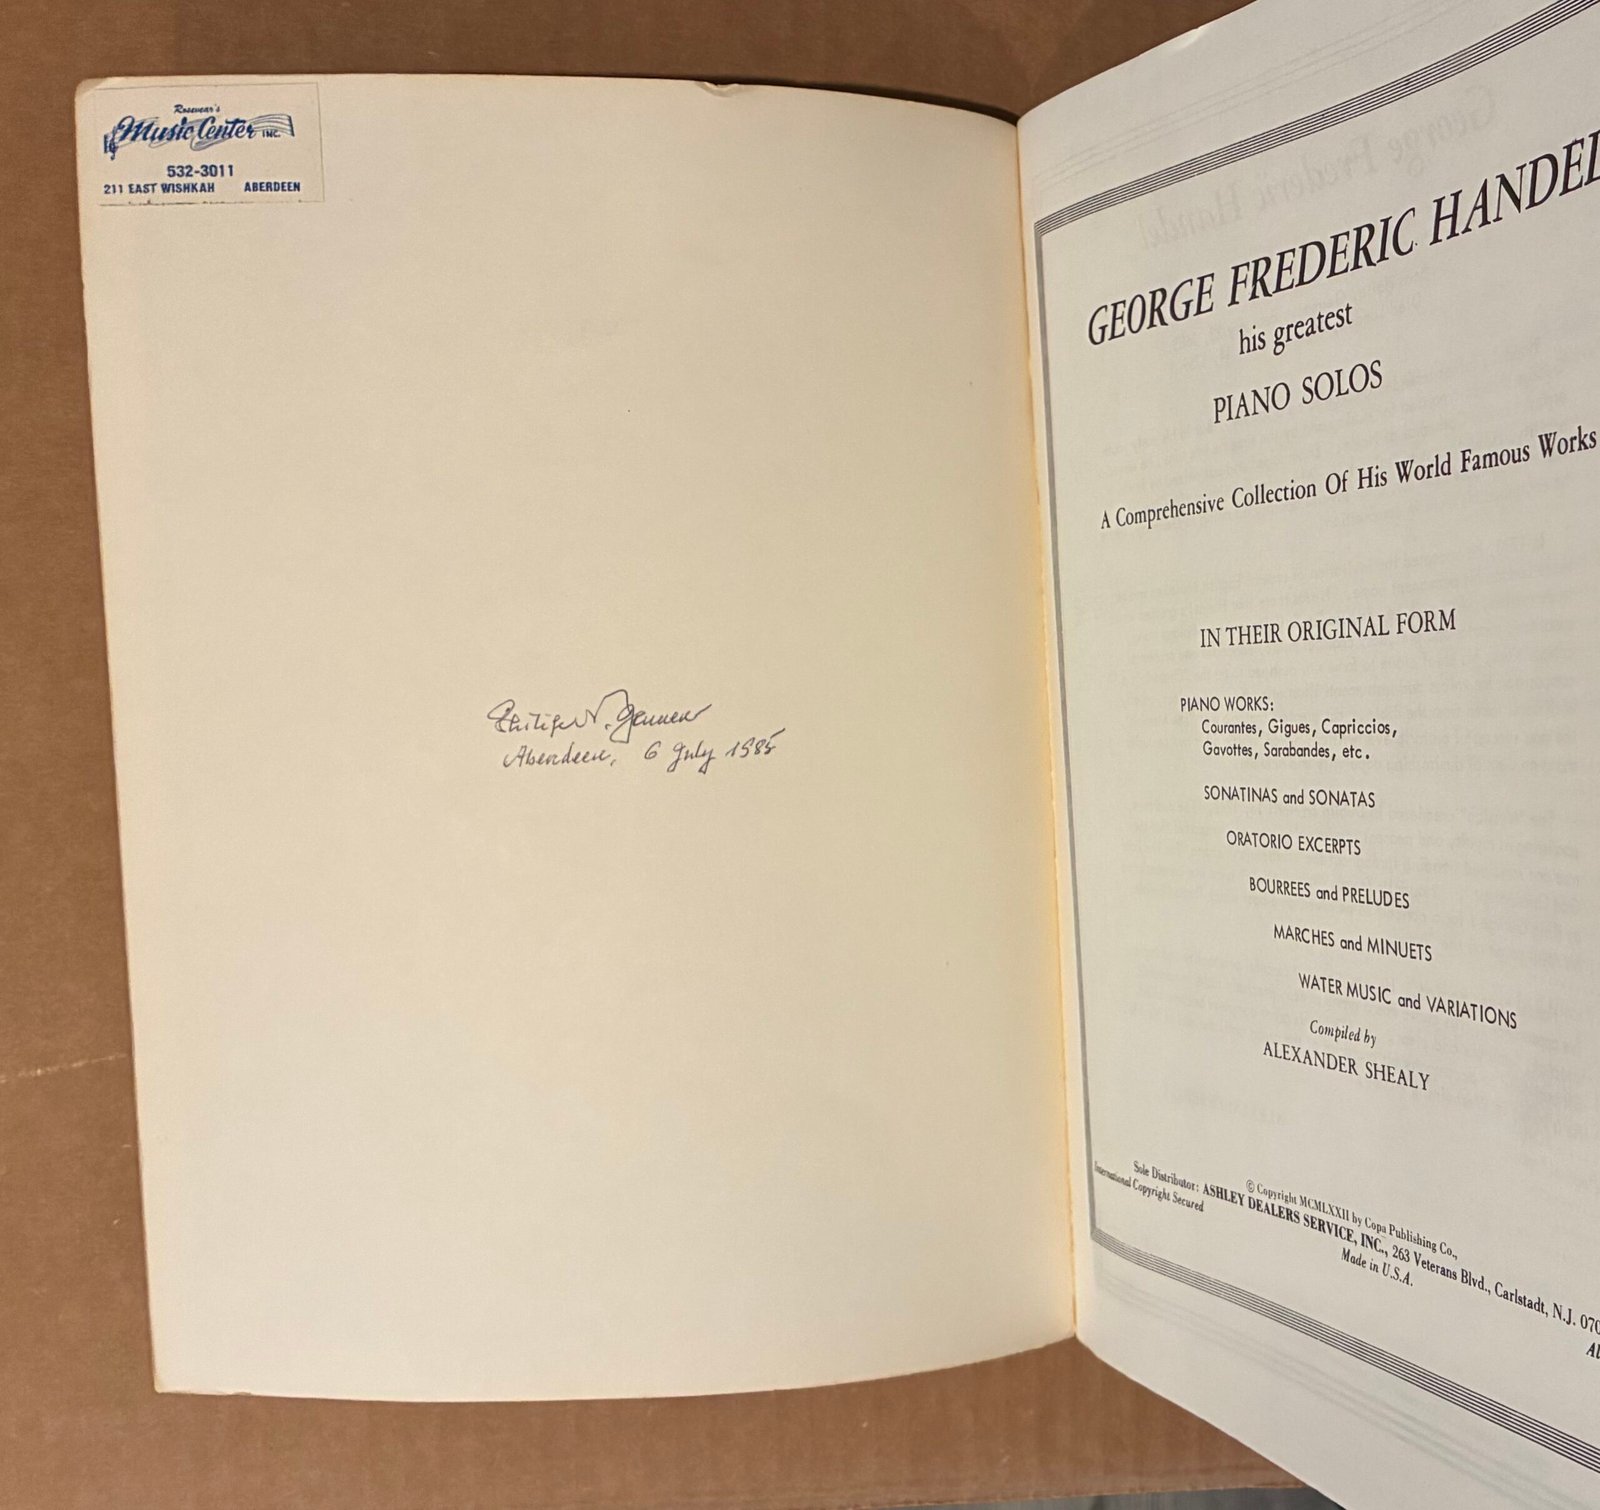 Rosevear's
Music Center INC.
532-3011
211 EAST WISHKAH ABERDEEN
Aberdeen, 6 July 1985
GEORGE FREDERIC HANDEL
his greatest
PIANO SOLOS
A Comprehensive Collection Of His World Famous Works
IN THEIR ORIGINAL FORM
PIANO WORKS:
Courantes, Gigues, Capriccios,
Gavottes, Sarabandes, etc.
SONATINAS and SONATAS
ORATORIO EXCERPTS
BOURREES and PRELUDES
MARCHES and MINUETS
WATER MUSIC and VARIATIONS
Compiled by
ALEXANDER SHEALY
© Copyright MCMLXXII by Copa Publishing Co.,
Sole Distributor: ASHLEY DEALERS SERVICE, INC., 263 Veterans Blvd., Carlstadt, N.J. 070
International Copyright Secured
Made in U.S.A.